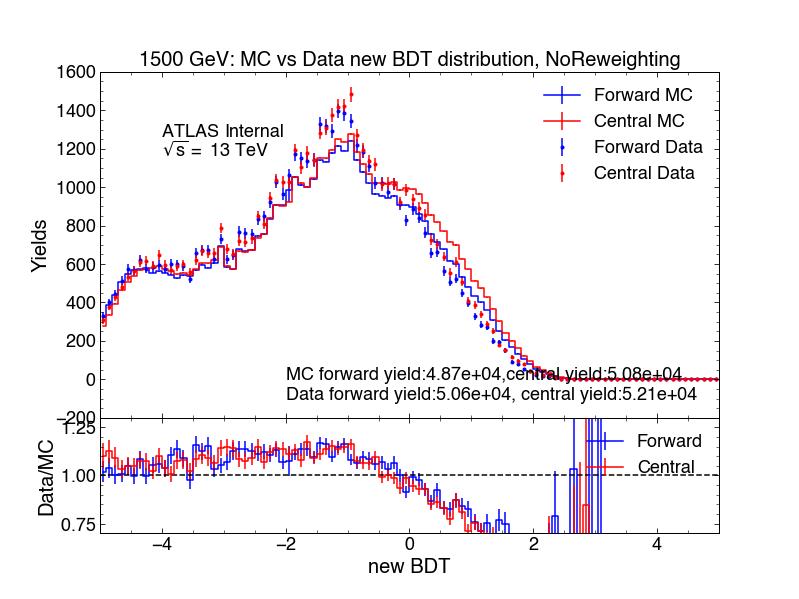 1500 GeV: MC vs Data new BDT distribution, NoReweighting
1600
1400
1200
1000
800
600
400
200
0
−200
Yields
ATLAS Internal
√s = 13 TeV
Forward MC
Central MC
Forward Data
Central Data
MC forward yield:4.87e+04,central yield:5.08e+04
Data forward yield:5.06e+04, central yield:5.21e+04
1.25
1.00
0.75
Data/MC
Forward
Central
−4 −2 0 2 4
new BDT